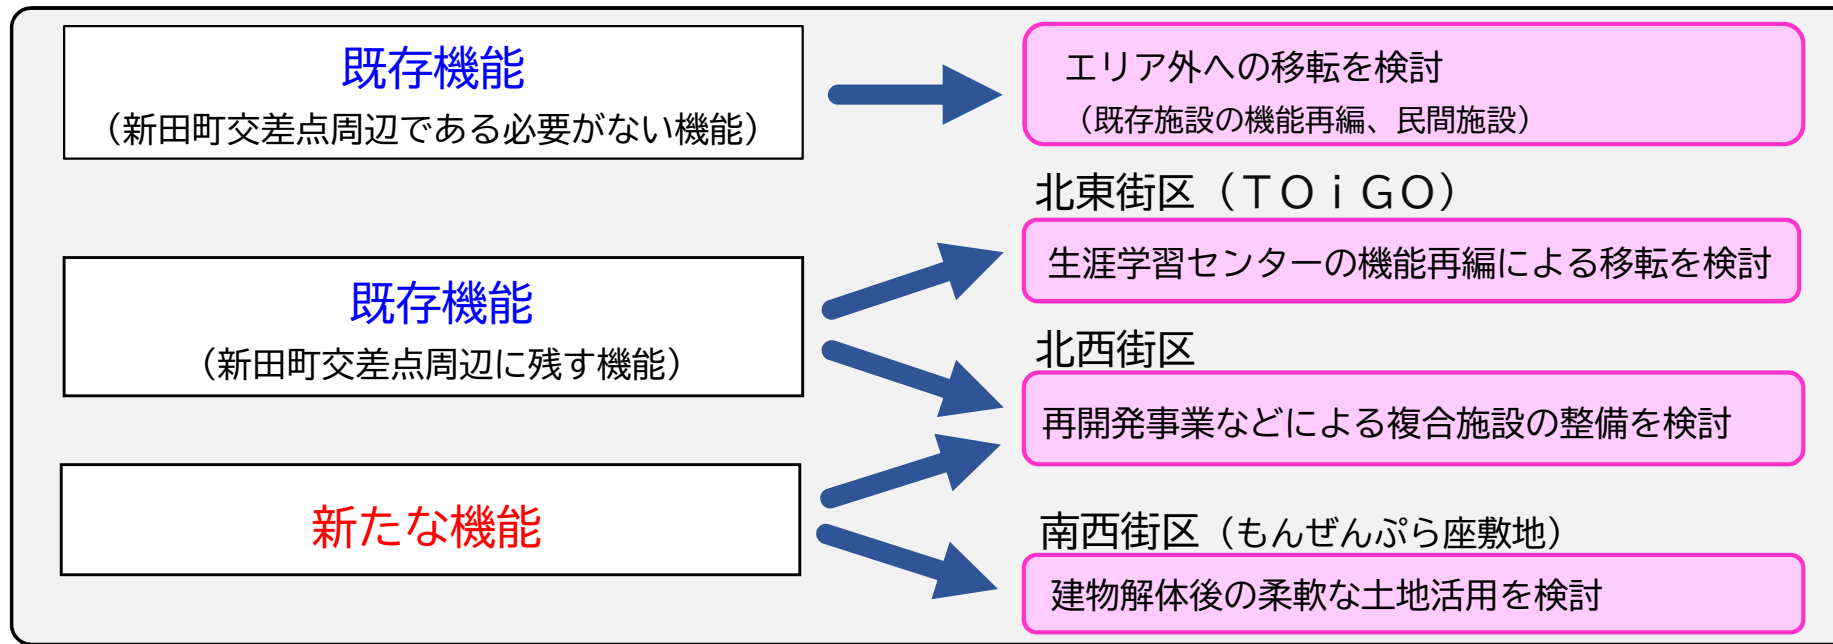 既存機能
（新田町交差点周辺である必要がない機能）
エリア外への移転を検討
（既存施設の機能再編、民間施設）
既存機能
（新田町交差点周辺に残す機能）
北東街区（ＴＯｉＧＯ）
生涯学習センターの機能再編による移転を検討
北西街区
再開発事業などによる複合施設の整備を検討
新たな機能
南西街区（もんぜんぷら座敷地）
建物解体後の柔軟な土地活用を検討